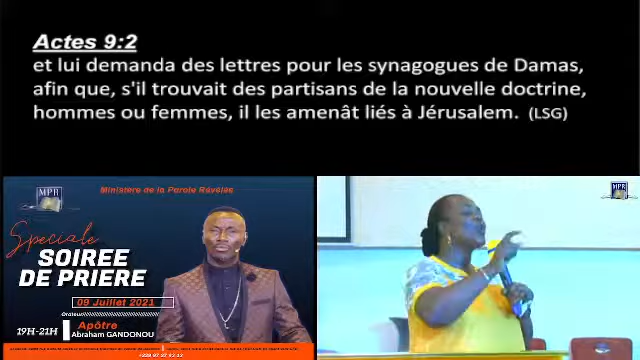 Actes 9:2
et lui demanda des lettres pour les synagogues de Damas,
afin que, s'il trouvait des partisans de la nouvelle doctrine,
hommes ou femmes, il les amenât liés à Jérusalem. (LSG)
MPR
Ministère de la Parole Révélée
Speciale
SOIREE
DE PRIERE
09 Juillet 2021
Orateur
19H-21H
Apôtre
Abraham GANDONOU
MPR